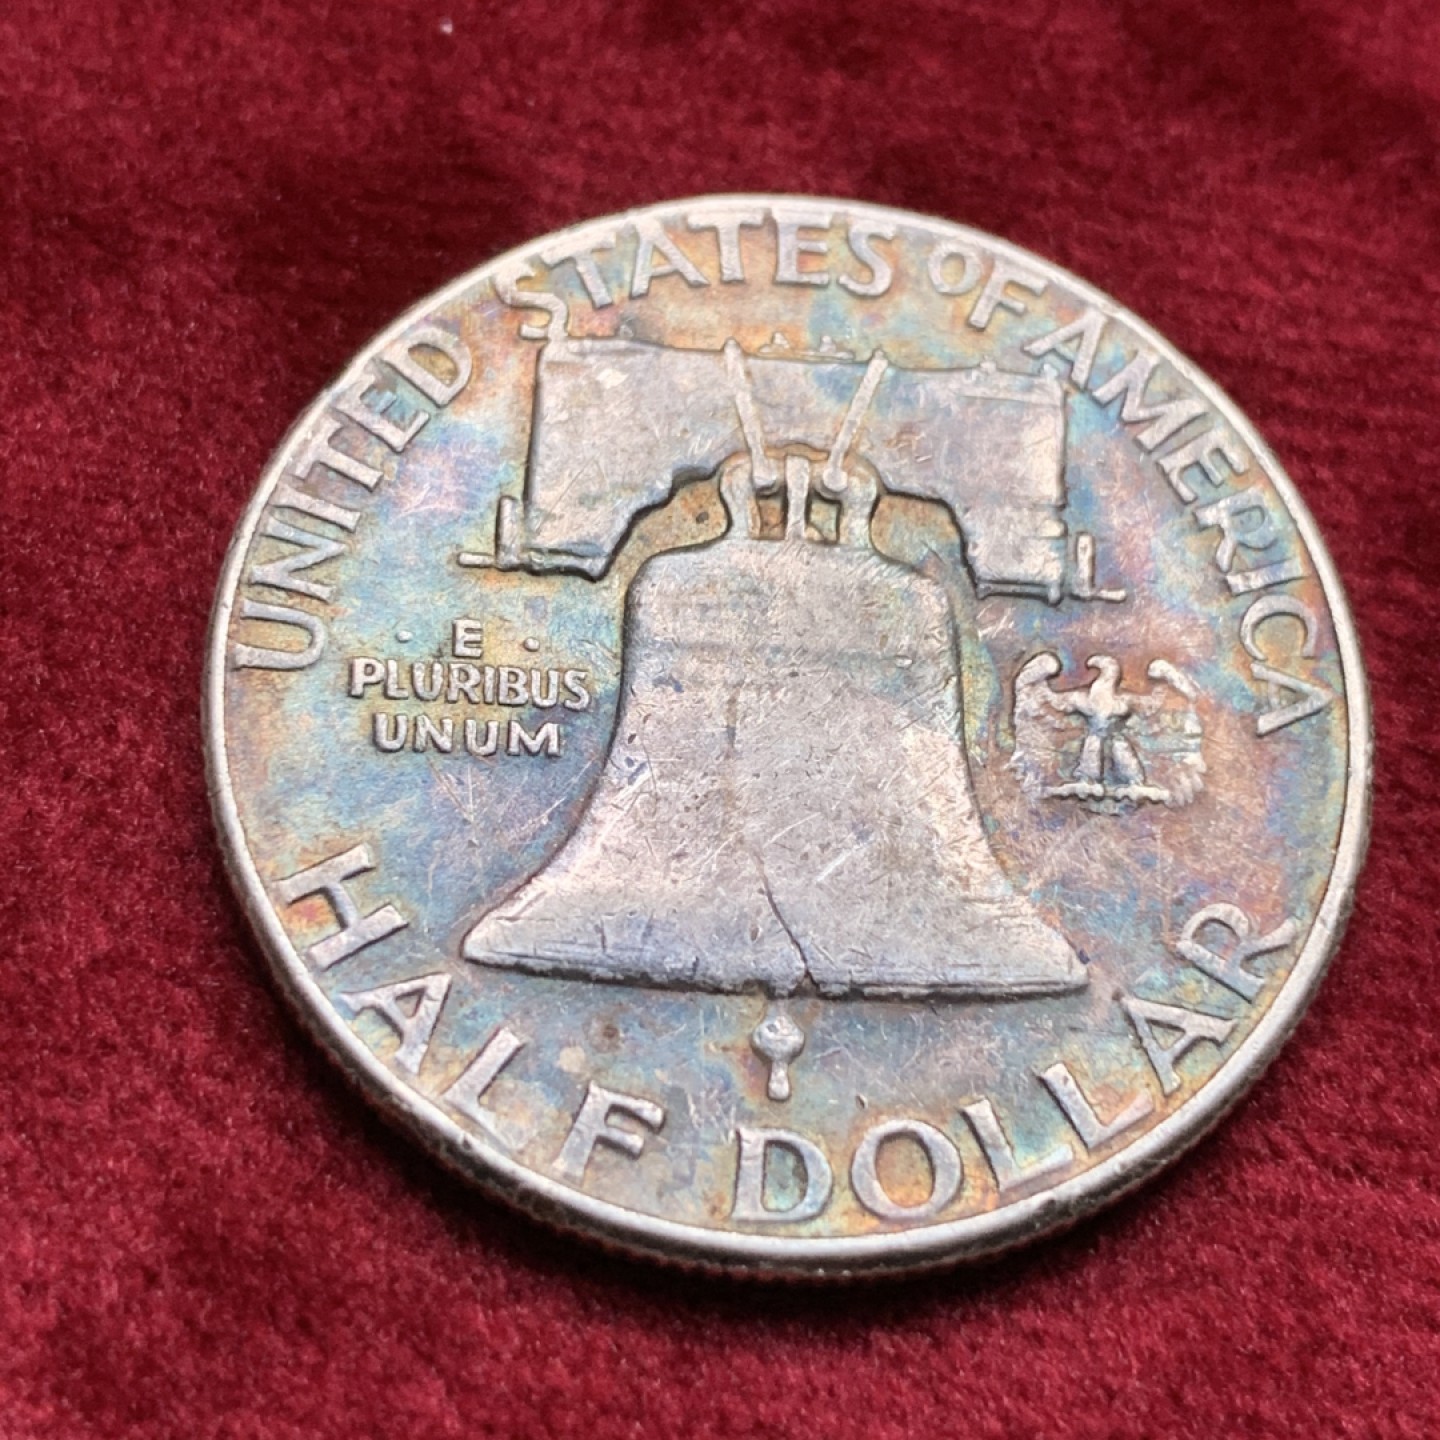 UNITED STATES OF AMERICA
· E ·
PLURIBUS
UNUM
HALF DOLLAR